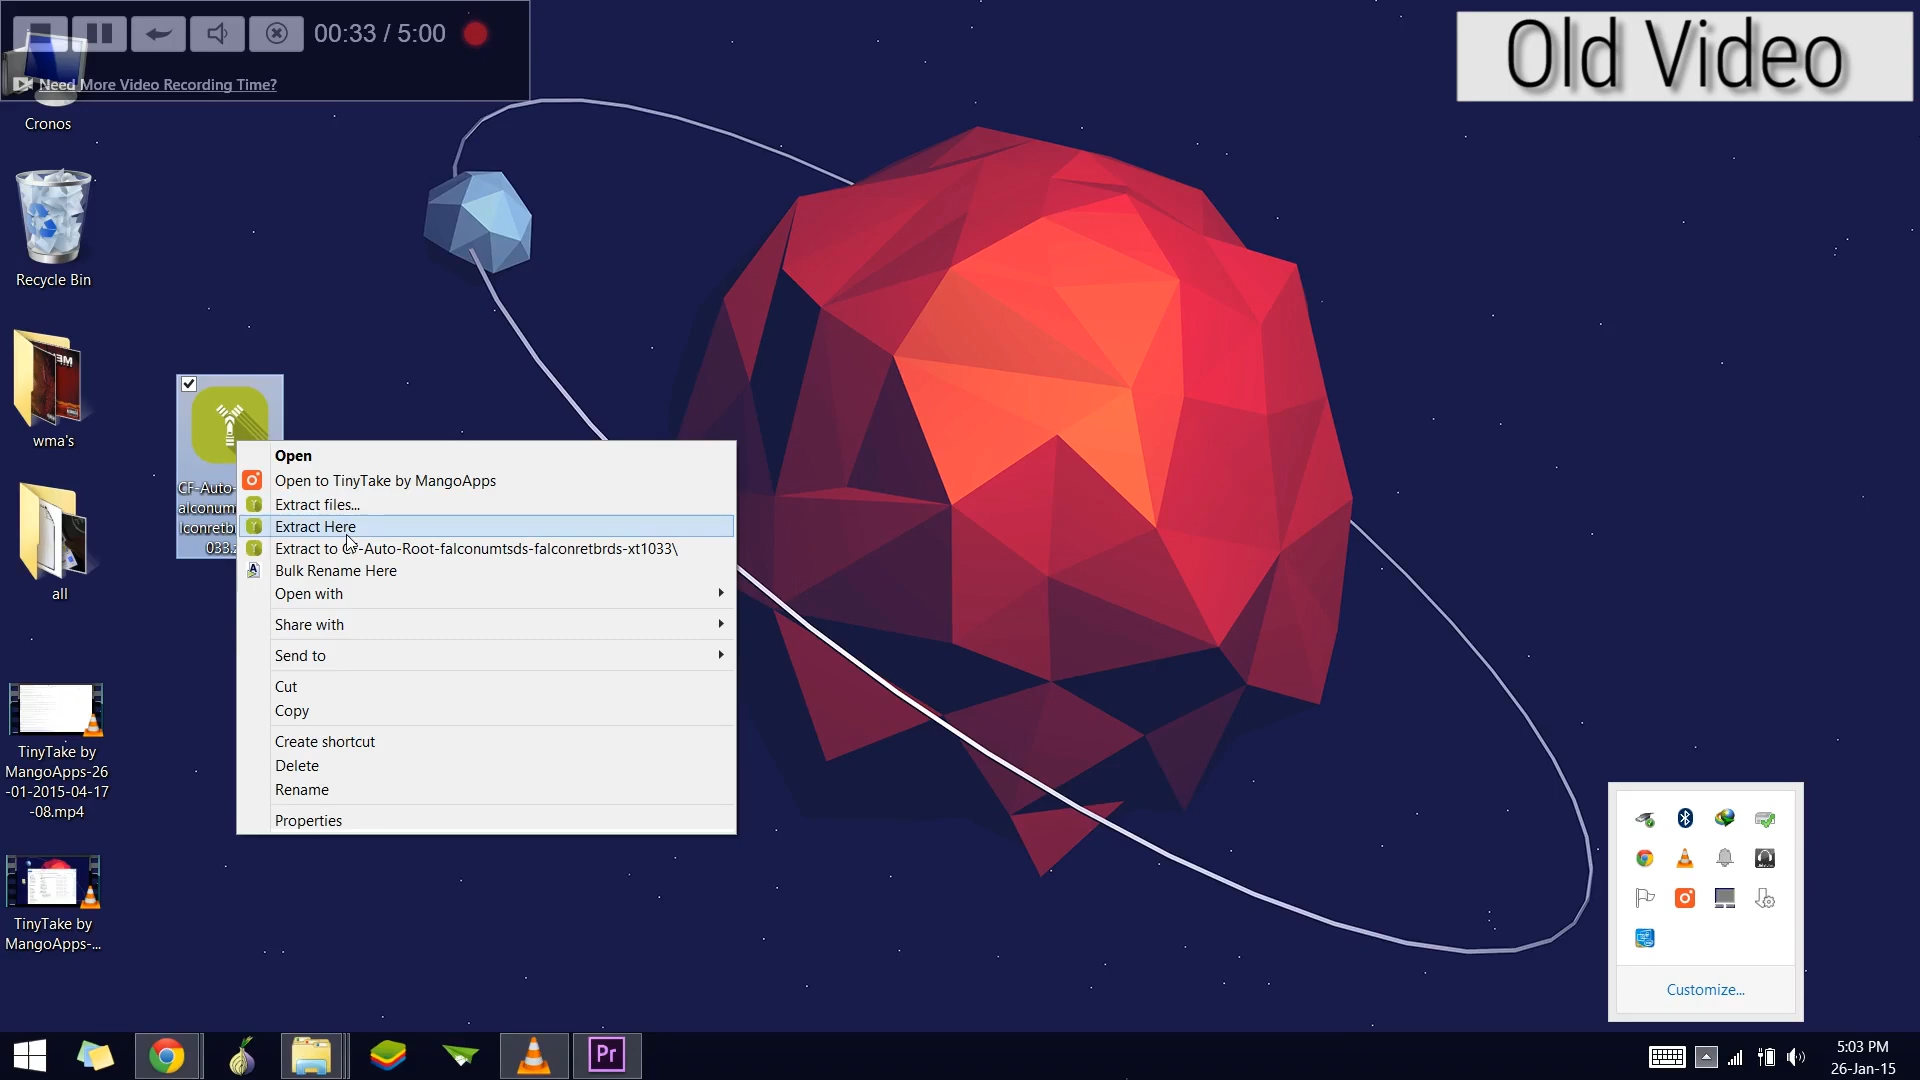 00:33 / 5:00
Need More Video Recording Time?
Old Video
Cronos
Recycle Bin
wma's
all
TinyTake by
MangoApps-26
-01-2015-04-17
-08.mp4
TinyTake by
MangoApps-...
CF-Auto-
alconum
lconretb
033.z
Open
Open to TinyTake by MangoApps
Extract files...
Extract Here
Extract to CF-Auto-Root-falconumtsds-falconretbrds-xt1033\
Bulk Rename Here
Open with
Share with
Send to
Cut
Copy
Create shortcut
Delete
Rename
Properties
Customize...
Pr
5:03 PM
26-Jan-15